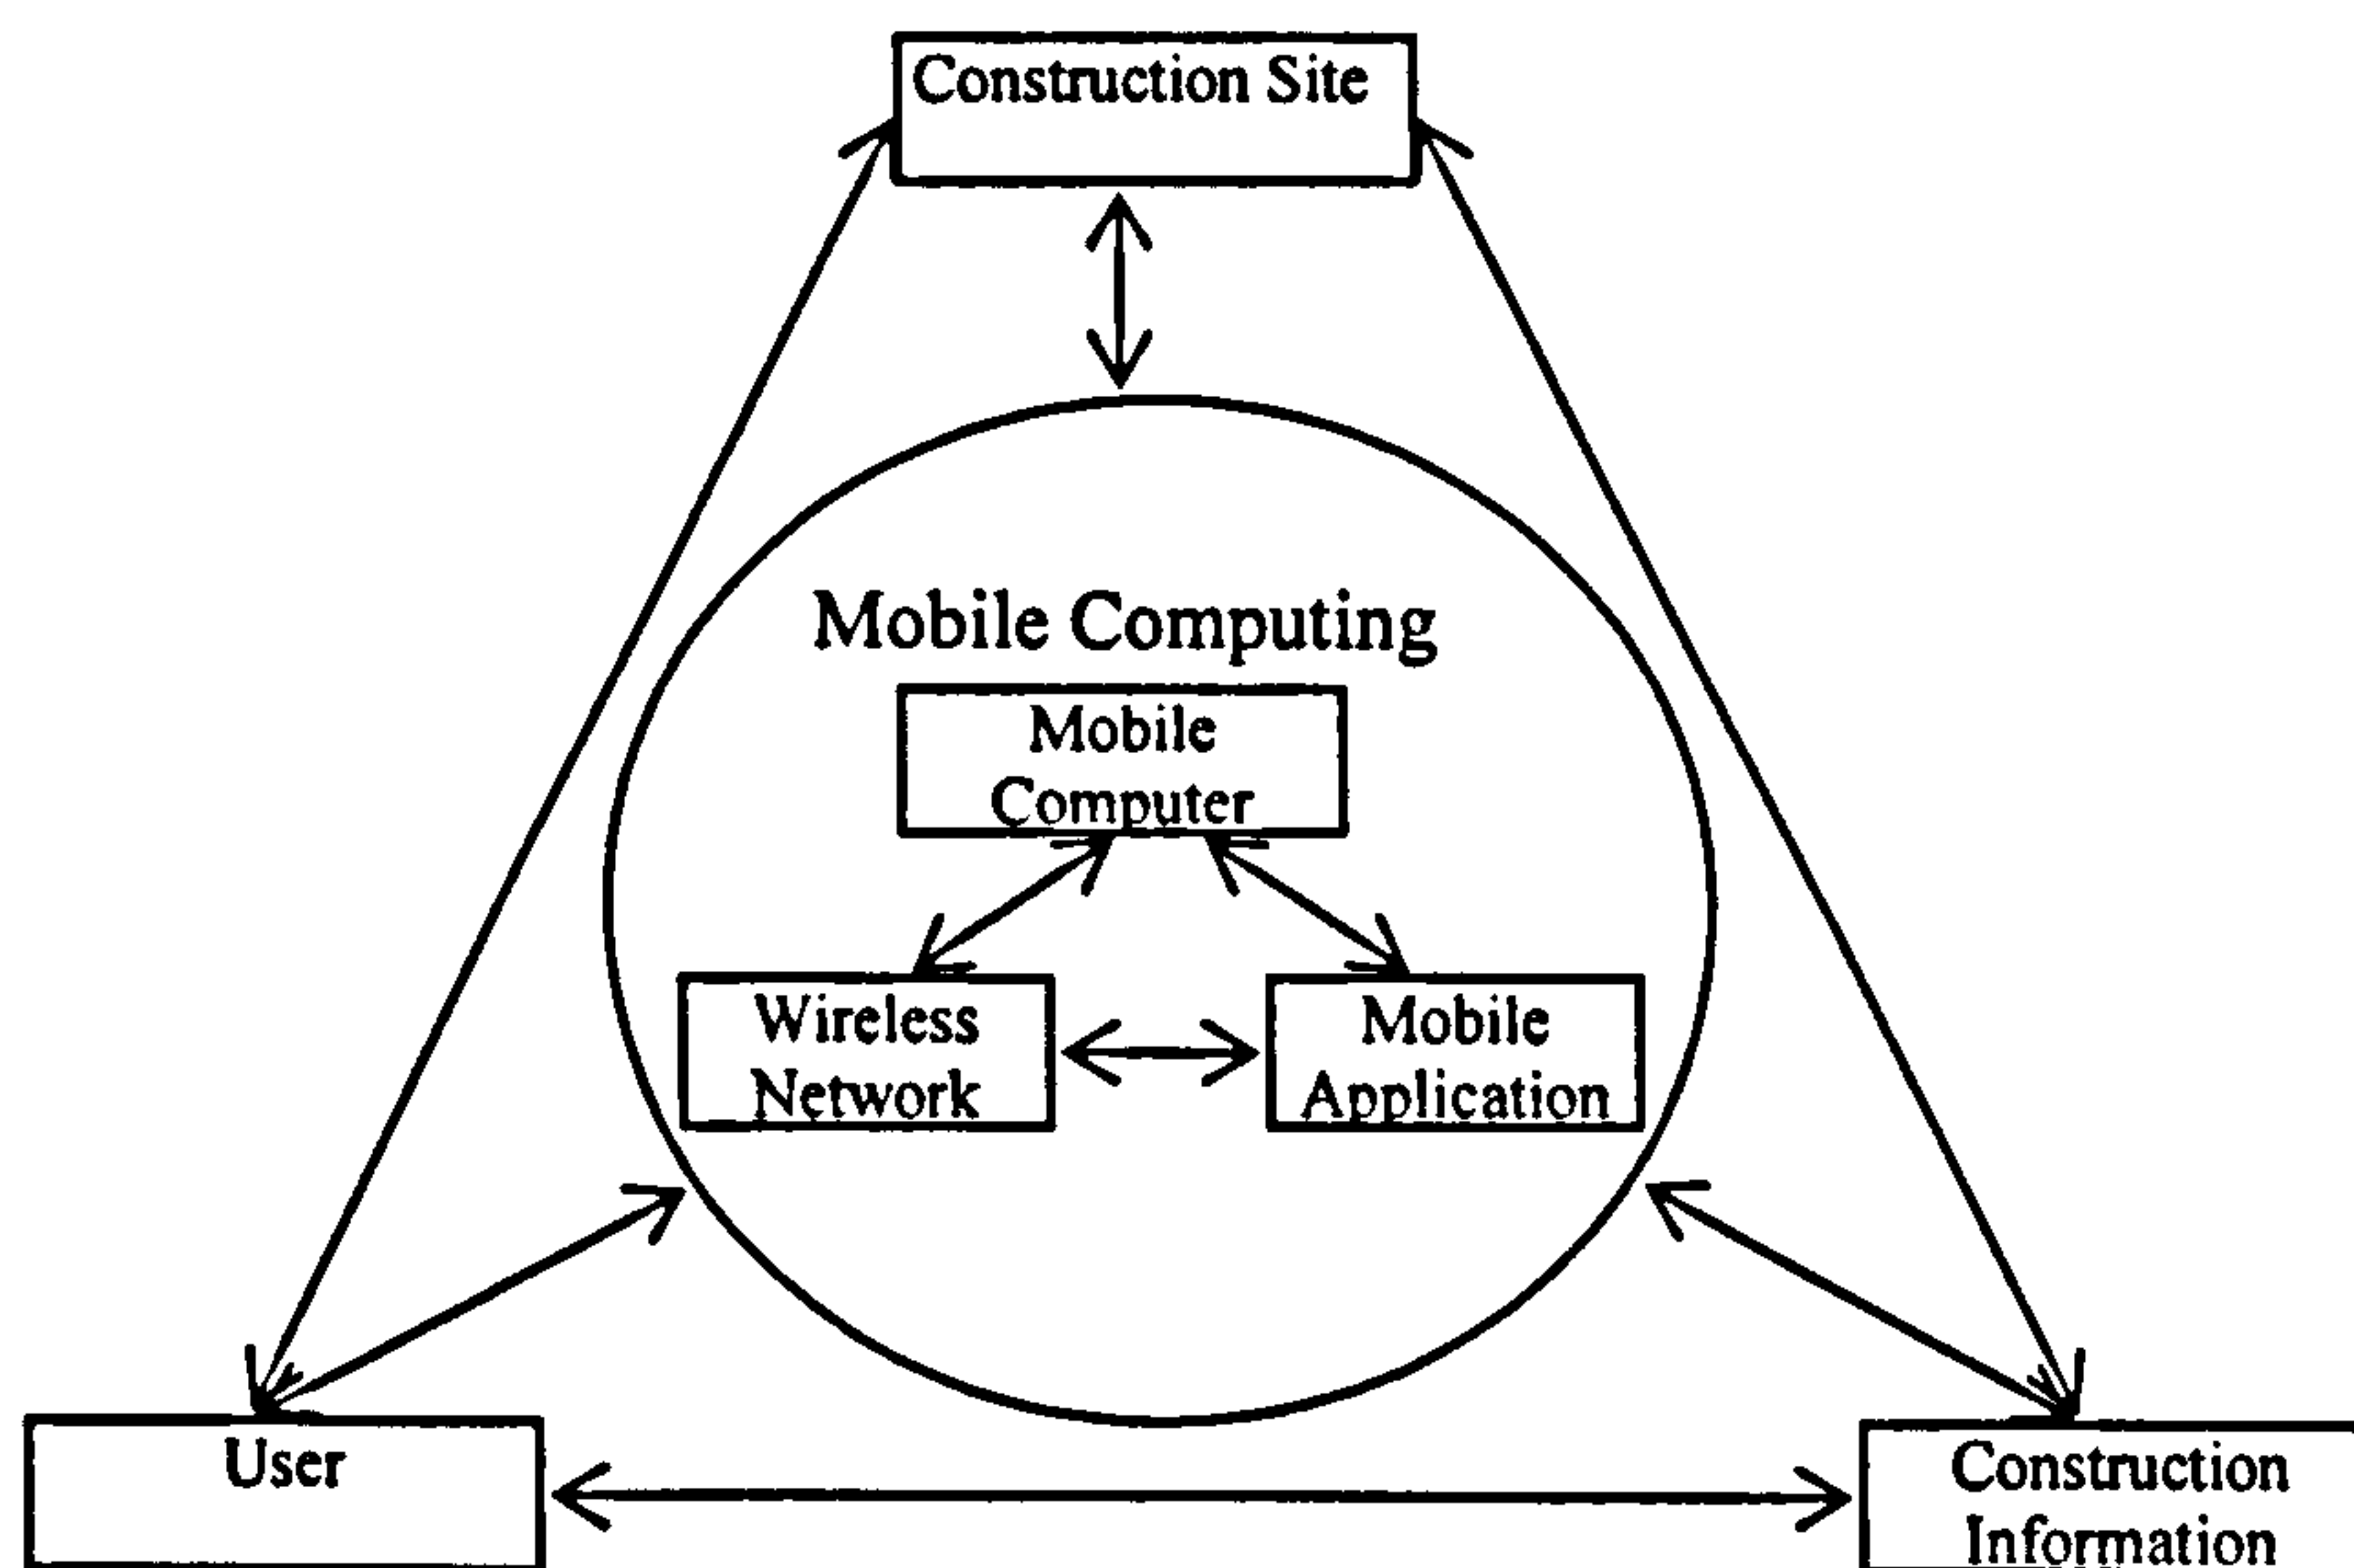 Construction Site
Mobile Computing
Mobile
Computer
Wireless
Network
Mobile
Application
User
Construction
Information